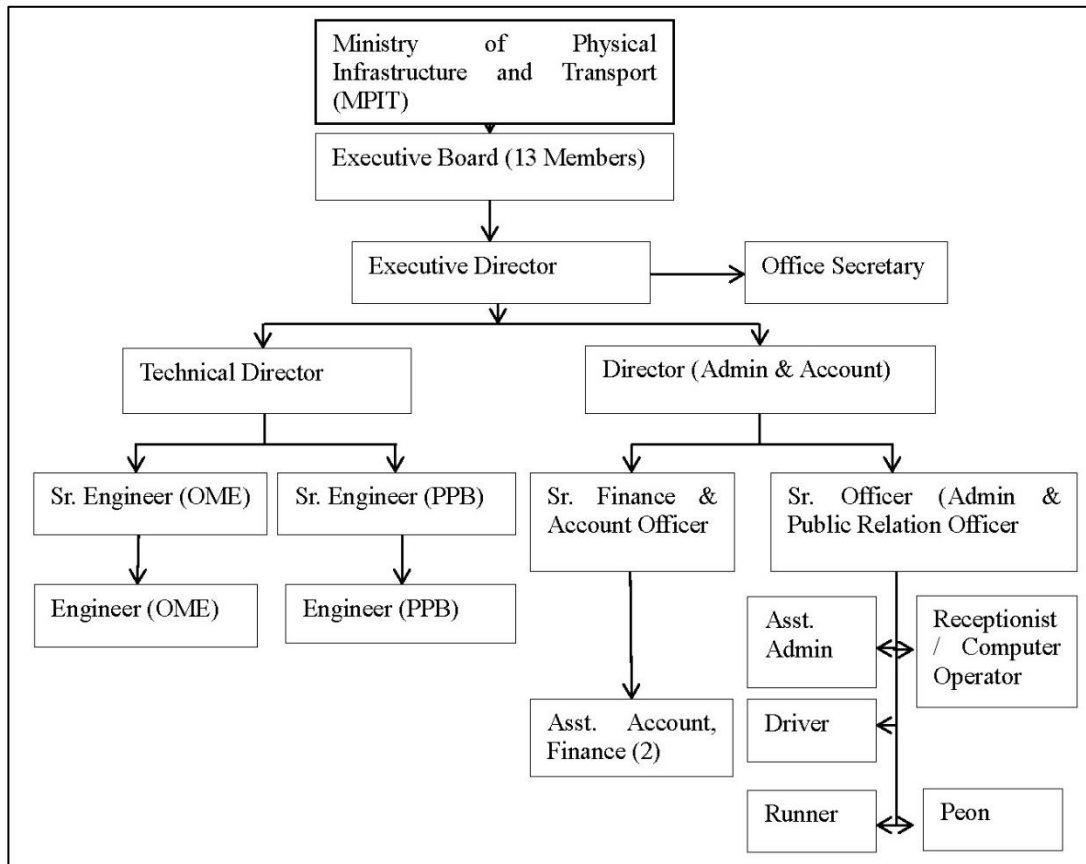 Ministry of Physical
Infrastructure and Transport
(MPIT)
Executive Board (13 Members)
Executive Director
Office Secretary
Technical Director
Director (Admin & Account)
Sr. Engineer (OME)
Sr. Engineer (PPB)
Sr. Finance &
Account Officer
Sr. Officer (Admin &
Public Relation Officer
Engineer (OME)
Engineer (PPB)
Asst.
Admin
Receptionist
/ Computer
Operator
Asst. Account,
Finance (2)
Driver
Runner
Peon